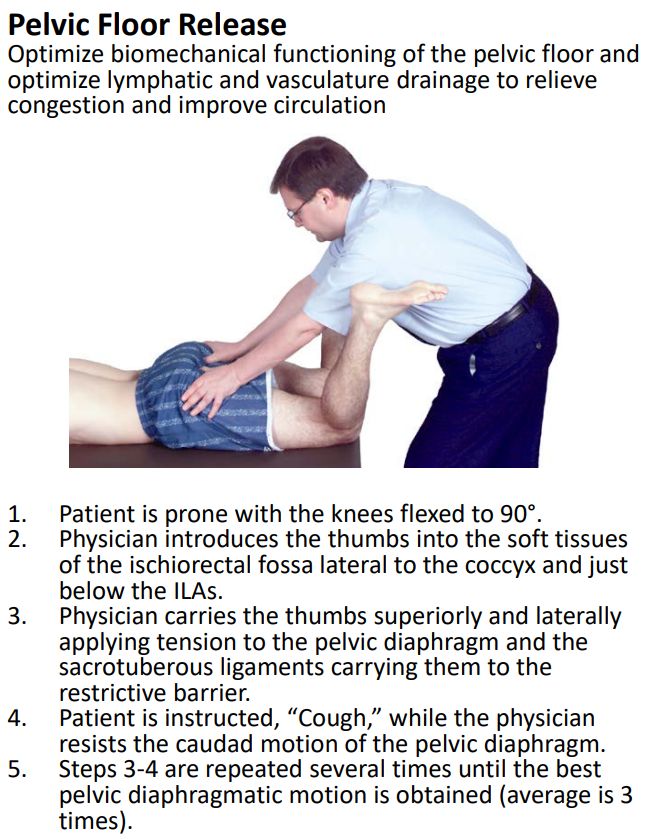 Pelvic Floor Release
Optimize biomechanical functioning of the pelvic floor and
optimize lymphatic and vasculature drainage to relieve
congestion and improve circulation
1. Patient is prone with the knees flexed to 90°.
2. Physician introduces the thumbs into the soft tissues
of the ischiorectal fossa lateral to the coccyx and just
below the ILAs.
3. Physician carries the thumbs superiorly and laterally
applying tension to the pelvic diaphragm and the
sacrotuberous ligaments carrying them to the
restrictive barrier.
4. Patient is instructed, “Cough,” while the physician
resists the caudad motion of the pelvic diaphragm.
5. Steps 3-4 are repeated several times until the best
pelvic diaphragmatic motion is obtained (average is 3
times).